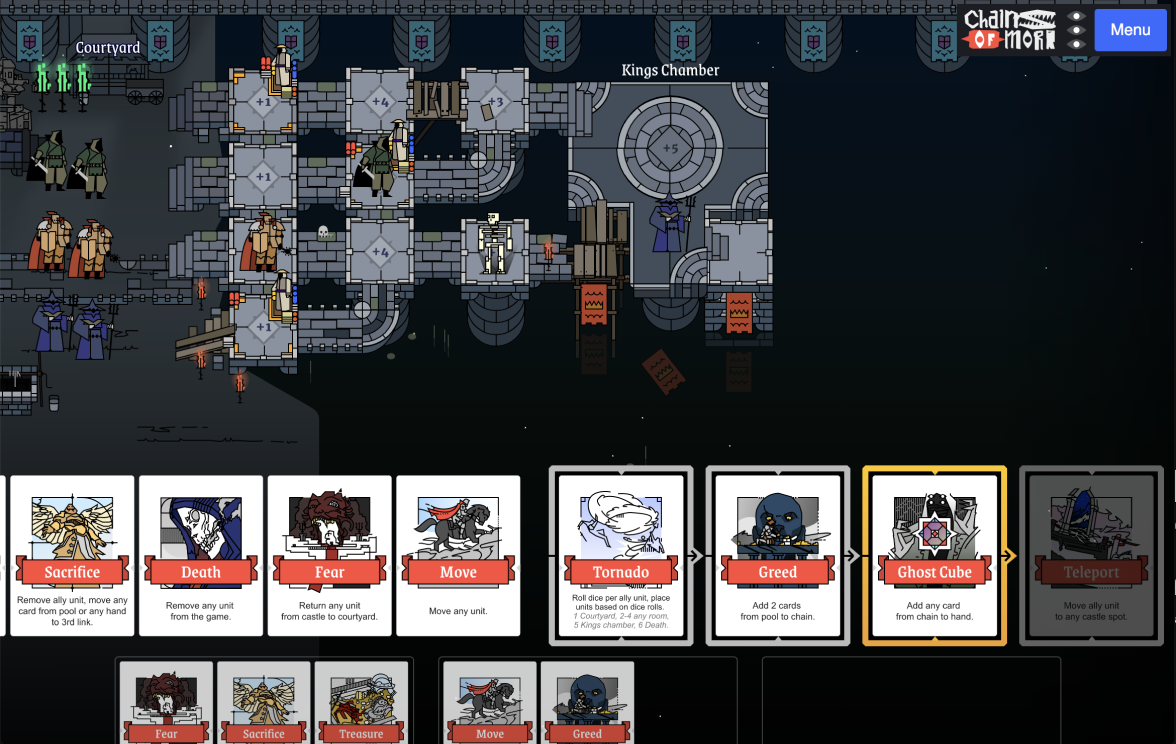 Chain
OF MORK
Menu
Courtyard
Kings Chamber
+1
+4
+3
+5
+1
+4
+1
Sacrifice
Remove ally unit, move any
card from pool or any hand
to 3rd link.
Death
Remove any unit
from the game.
Fear
Return any unit
from castle to courtyard.
Move
Move any unit.
Tornado
Roll dice per ally unit, place
units based on dice rolls.
1 Courtyard, 2-4 any room,
5 Kings chamber, 6 Death.
Greed
Add 2 cards
from pool to chain.
Ghost Cube
Add any card
from chain to hand.
Teleport
Move ally unit
to any castle spot.
Fear
Sacrifice
Treasure
Move
Greed